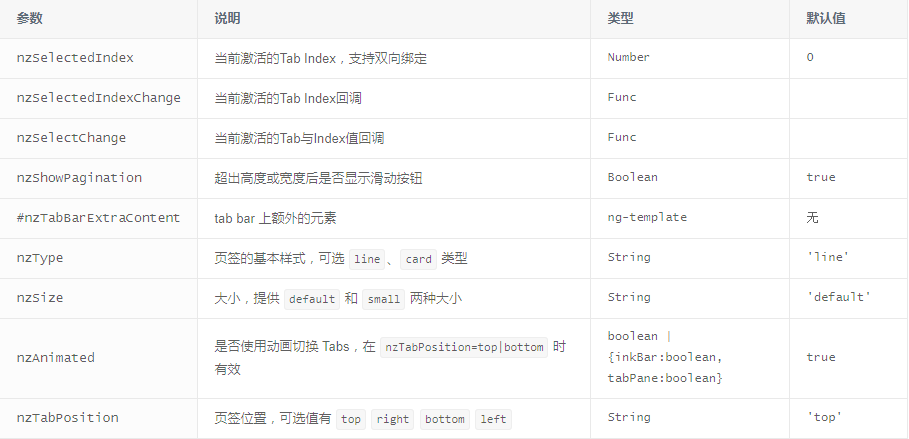 参数 说明 类型 默认值
nzSelectedIndex 当前激活的Tab Index，支持双向绑定 Number 0
nzSelectedIndexChange 当前激活的Tab Index回调 Func
nzSelectChange 当前激活的Tab与Index值回调 Func
nzShowPagination 超出高度或宽度后是否显示滑动按钮 Boolean true
#nzTabBarExtraContent tab bar 上额外的元素 ng-template 无
nzType 页签的基本样式，可选 line 、 card 类型 String 'line'
nzSize 大小，提供 default 和 small 两种大小 String 'default'
nzAnimated 是否使用动画切换 Tabs，在 nzTabPosition=top|bottom 时
有效 boolean |
{inkBar:boolean,
tabPane:boolean} true
nzTabPosition 页签位置，可选值有 top right bottom left String 'top'